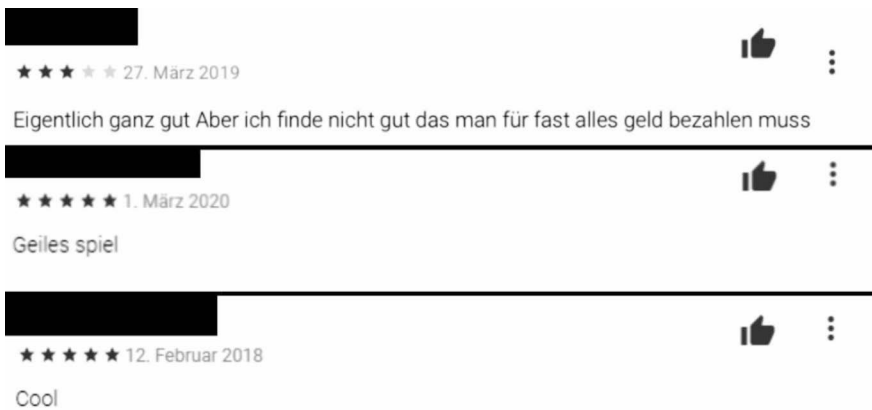 27. März 2019
Eigentlich ganz gut Aber ich finde nicht gut das man für fast alles geld bezahlen muss
1. März 2020
Geiles spiel
12. Februar 2018
Cool